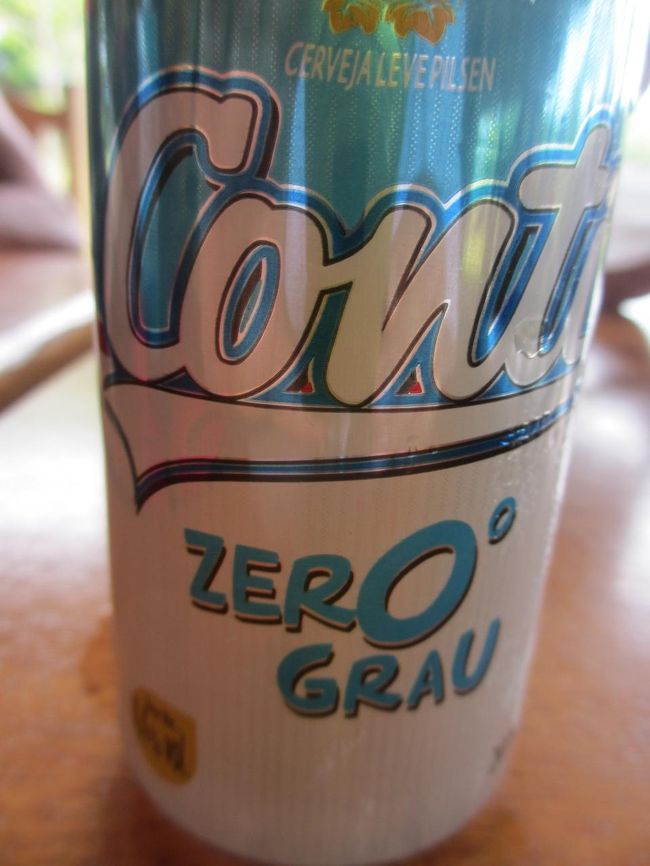 CERVEJA LEVE PILSEN
Conti
ZERO°
GRAU